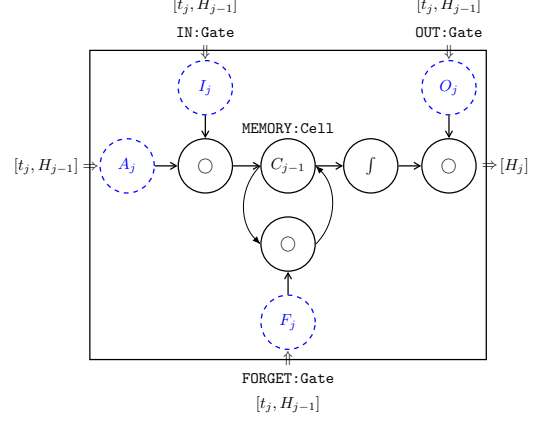 [t_j, H_{j-1}] [t_j, H_{j-1}]
IN:Gate OUT:Gate
⇓ ⇓
I_j O_j
MEMORY:Cell
[t_j, H_{j-1}] ⇒ A_j ○ C_{j-1} ∫ ○ ⇒ [H_j]
○
F_j
⇑
FORGET:Gate
[t_j, H_{j-1}]